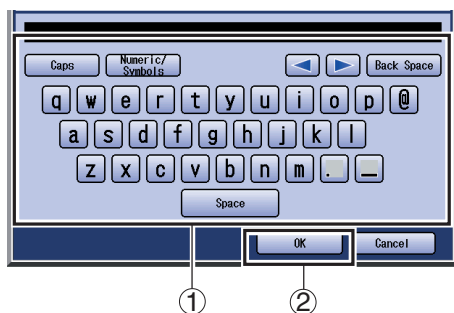 Caps Numeric/ Symbols ◀ ▶ Back Space
q w e r t y u i o p @
a s d f g h j k l
z x c v b n m . _
Space
OK Cancel
① ②